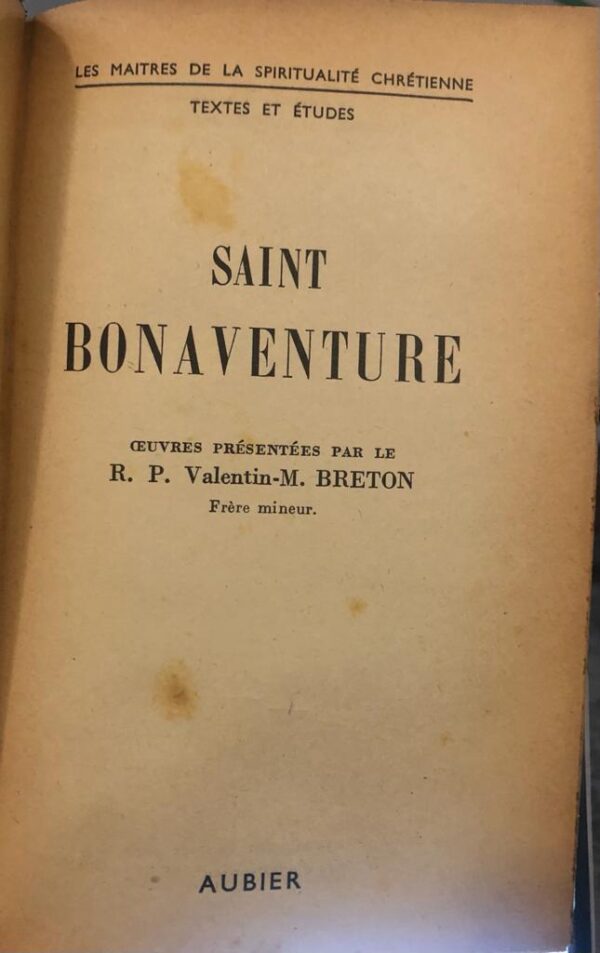 LES MAITRES DE LA SPIRITUALITÉ CHRÉTIENNE
TEXTES ET ÉTUDES
SAINT
BONAVENTURE
ŒUVRES PRÉSENTÉES PAR LE
R. P. Valentin-M. BRETON
Frère mineur.
AUBIER